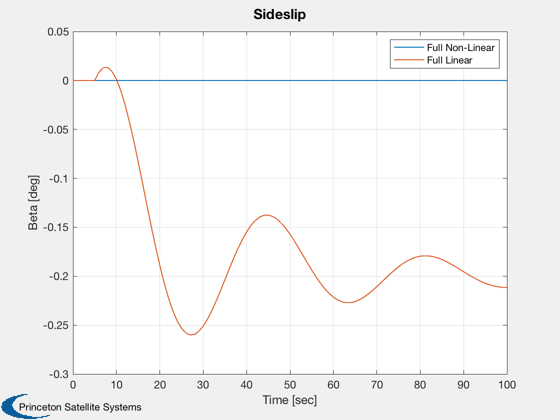 Sideslip
Full Non-Linear
Full Linear
0.05
0
-0.05
-0.1
-0.15
-0.2
-0.25
-0.3
Beta [deg]
0 10 20 30 40 50 60 70 80 90 100
Time [sec]
Princeton Satellite Systems